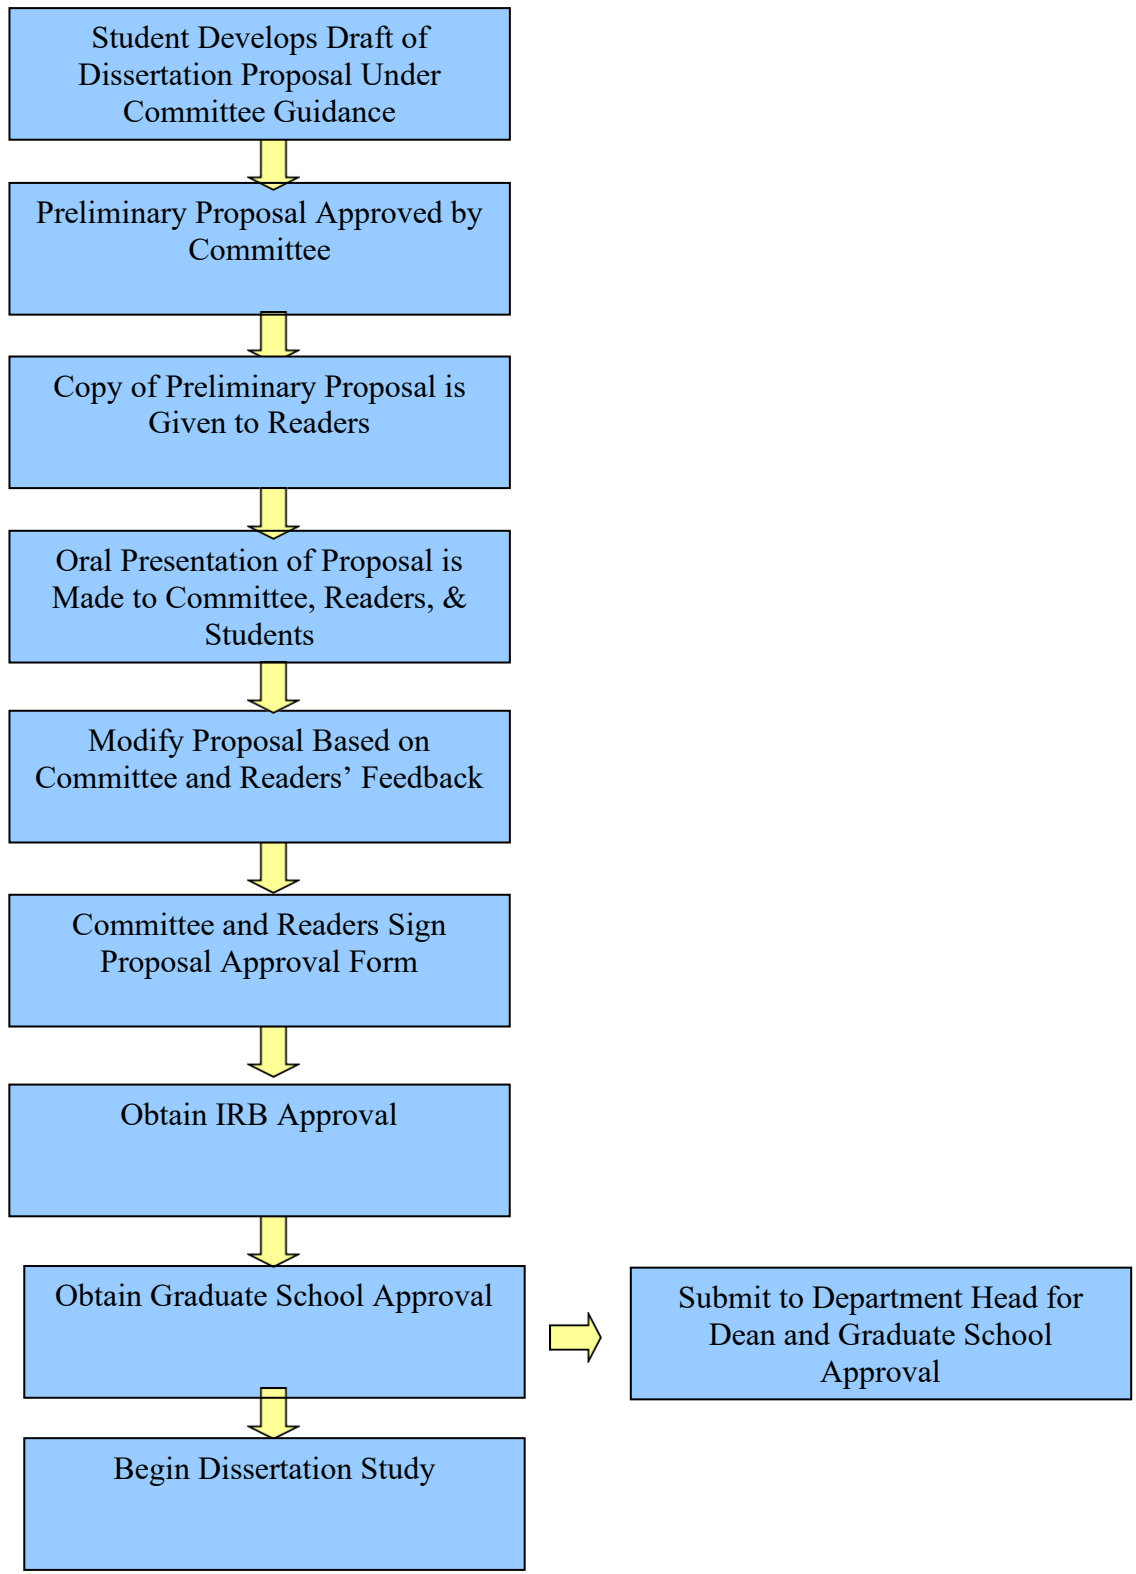 Student Develops Draft of
Dissertation Proposal Under
Committee Guidance
Preliminary Proposal Approved by
Committee
Copy of Preliminary Proposal is
Given to Readers
Oral Presentation of Proposal is
Made to Committee, Readers, &
Students
Modify Proposal Based on
Committee and Readers’ Feedback
Committee and Readers Sign
Proposal Approval Form
Obtain IRB Approval
Obtain Graduate School Approval
Submit to Department Head for
Dean and Graduate School
Approval
Begin Dissertation Study